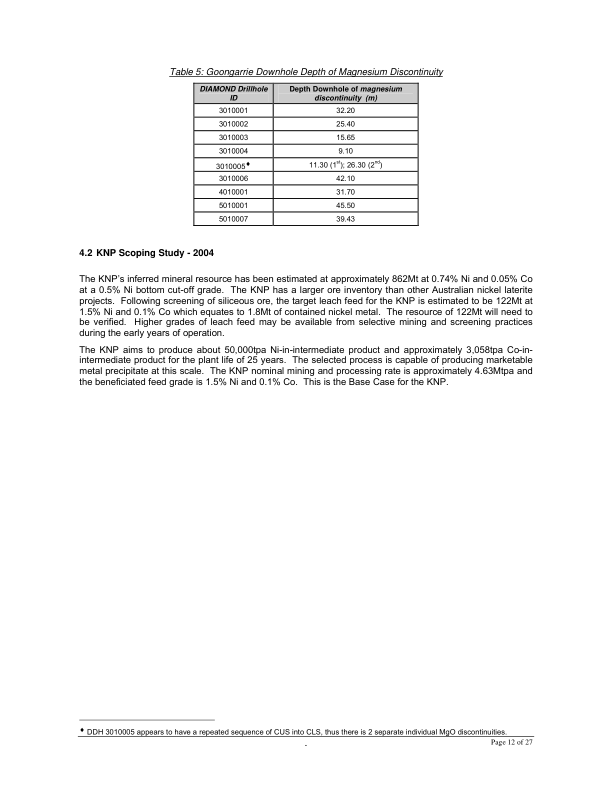 Table 5: Goongarrie Downhole Depth of Magnesium Discontinuity
DIAMOND Drillhole ID Depth Downhole of magnesium discontinuity (m)
3010001 32.20
3010002 25.40
3010003 15.65
3010004 9.10
3010005♦ 11.30 (1st); 26.30 (2nd)
3010006 42.10
4010001 31.70
5010001 45.50
5010007 39.43
4.2 KNP Scoping Study - 2004
The KNP's inferred mineral resource has been estimated at approximately 862Mt at 0.74% Ni and 0.05% Co
at a 0.5% Ni bottom cut-off grade. The KNP has a larger ore inventory than other Australian nickel laterite
projects. Following screening of siliceous ore, the target leach feed for the KNP is estimated to be 122Mt at
1.5% Ni and 0.1% Co which equates to 1.8Mt of contained nickel metal. The resource of 122Mt will need to
be verified. Higher grades of leach feed may be available from selective mining and screening practices
during the early years of operation.
The KNP aims to produce about 50,000tpa Ni-in-intermediate product and approximately 3,058tpa Co-in-
intermediate product for the plant life of 25 years. The selected process is capable of producing marketable
metal precipitate at this scale. The KNP nominal mining and processing rate is approximately 4.63Mtpa and
the beneficiated feed grade is 1.5% Ni and 0.1% Co. This is the Base Case for the KNP.
♦ DDH 3010005 appears to have a repeated sequence of CUS into CLS, thus there is 2 separate individual MgO discontinuities.
. Page 12 of 27